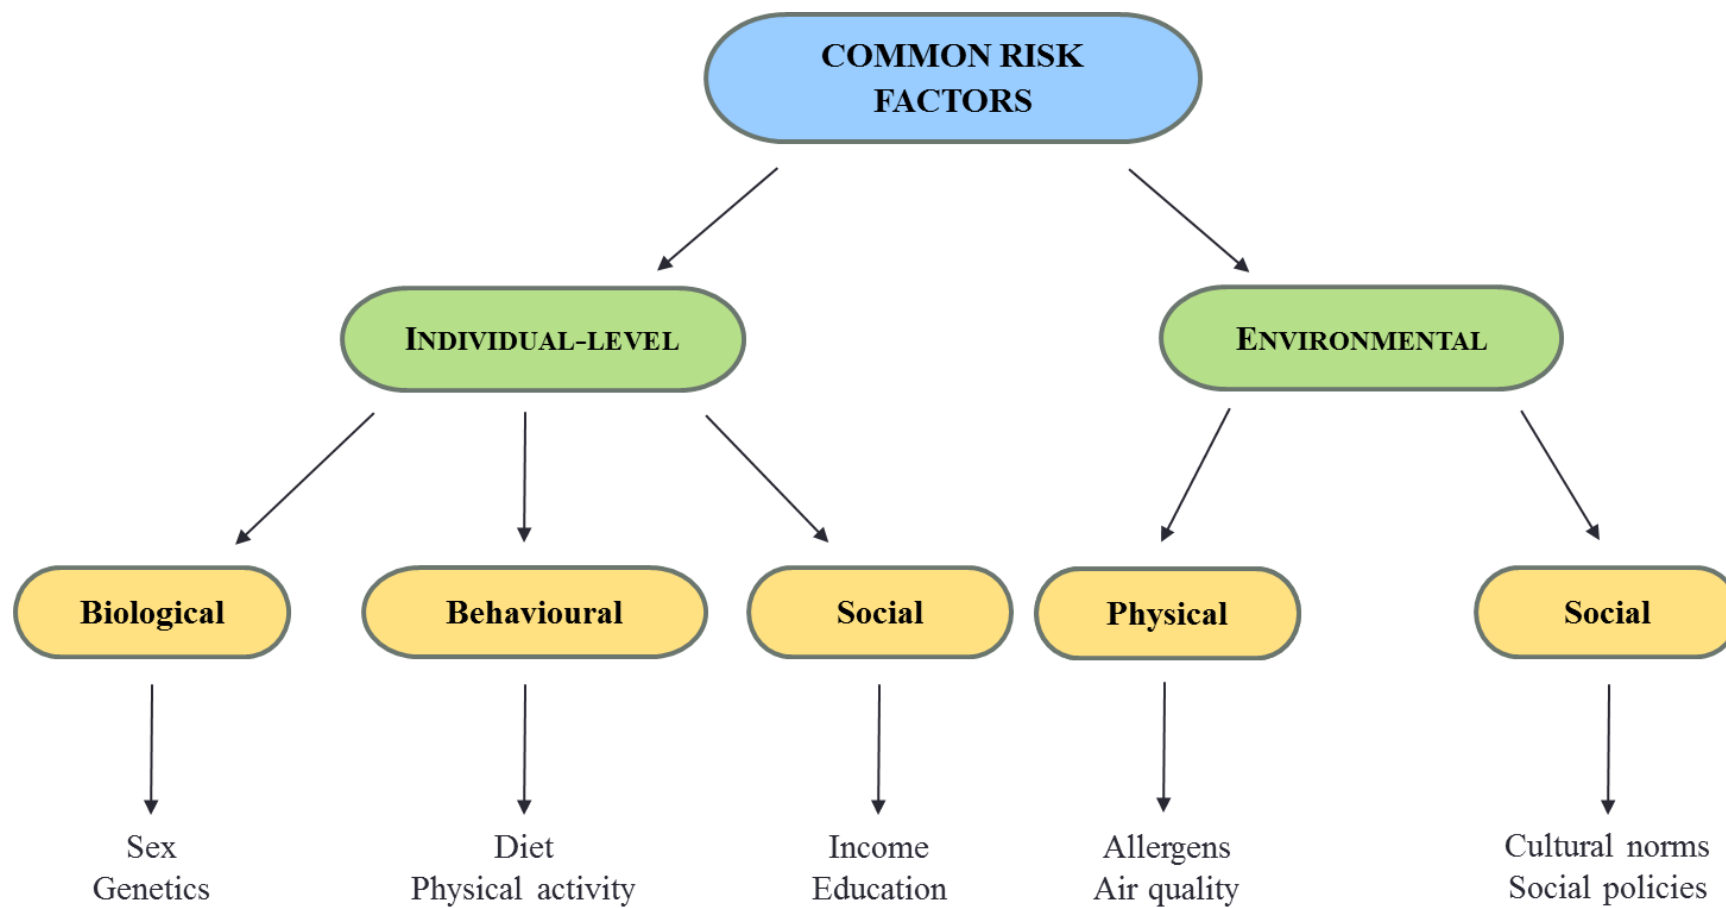 COMMON RISK
FACTORS
INDIVIDUAL-LEVEL
ENVIRONMENTAL
Biological
Behavioural
Social
Physical
Social
Sex
Genetics
Diet
Physical activity
Income
Education
Allergens
Air quality
Cultural norms
Social policies